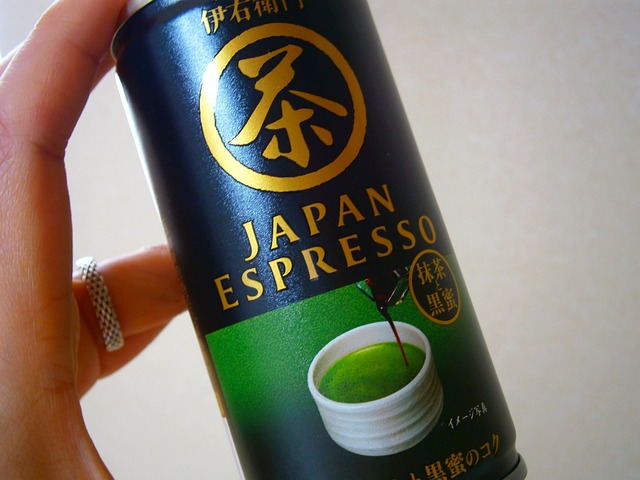 伊右衛門
茶
JAPAN
ESPRESSO
抹茶
と
黒蜜
イメージ写真
と黒蜜のコク